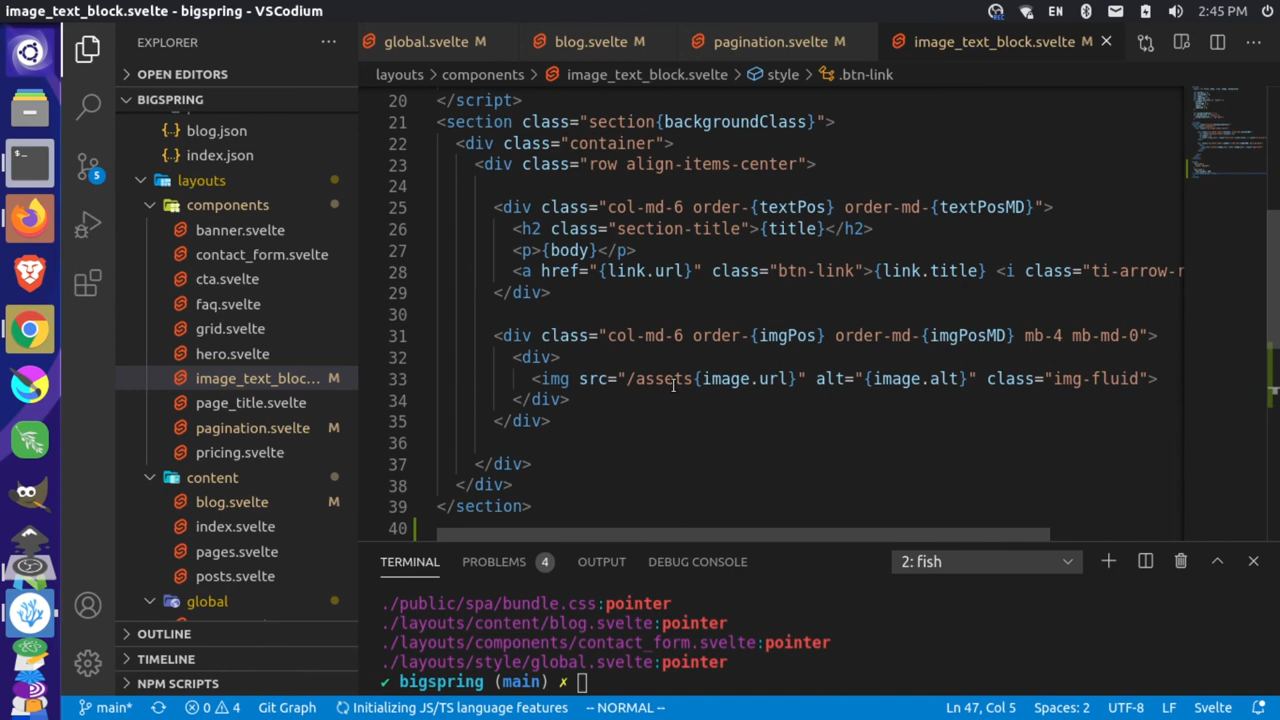 image_text_block.svelte - bigspring - VSCodium
EN
2:45 PM
EXPLORER
OPEN EDITORS
BIGSPRING
blog.json
index.json
layouts
components
banner.svelte
contact_form.svelte
cta.svelte
faq.svelte
grid.svelte
hero.svelte
image_text_bloc... M
page_title.svelte
pagination.svelte M
pricing.svelte
content
blog.svelte M
index.svelte
pages.svelte
posts.svelte
global
OUTLINE
TIMELINE
NPM SCRIPTS
5
global.svelte M
blog.svelte M
pagination.svelte M
image_text_block.svelte M
layouts > components > image_text_block.svelte > style > .btn-link
20 </script>
21 <section class="section{backgroundClass}">
22 <div class="container">
23 <div class="row align-items-center">
24
25 <div class="col-md-6 order-{textPos} order-md-{textPosMD}">
26 <h2 class="section-title">{title}</h2>
27 <p>{body}</p>
28 <a href="{link.url}" class="btn-link">{link.title} <i class="ti-arrow-r
29 </div>
30
31 <div class="col-md-6 order-{imgPos} order-md-{imgPosMD} mb-4 mb-md-0">
32 <div>
33 <img src="/assets{image.url}" alt="{image.alt}" class="img-fluid">
34 </div>
35 </div>
36
37 </div>
38 </div>
39 </section>
40
TERMINAL PROBLEMS 4 OUTPUT DEBUG CONSOLE 2: fish
./public/spa/bundle.css:pointer
./layouts/content/blog.svelte:pointer
./layouts/components/contact_form.svelte:pointer
./layouts/style/global.svelte:pointer
✔ bigspring (main) ✗
main* 0 4 Git Graph Initializing JS/TS language features -- NORMAL -- Ln 47, Col 5 Spaces: 2 UTF-8 LF Svelte